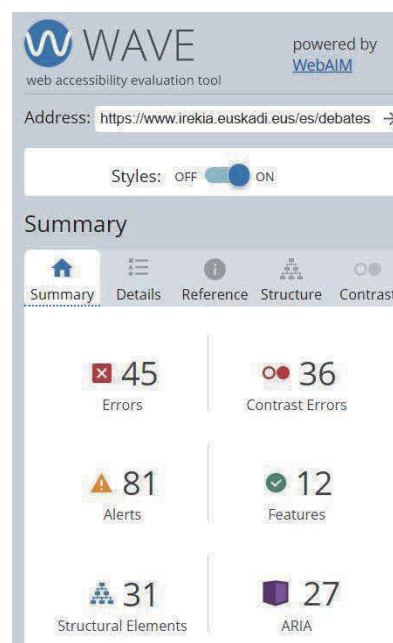 WAVE
powered by
WebAIM
web accessibility evaluation tool
Address: https://www.irekia.euskadi.eus/es/debates
Styles: OFF ON
Summary
Summary Details Reference Structure Contrast
45 36
Errors Contrast Errors
81 12
Alerts Features
31 27
Structural Elements ARIA